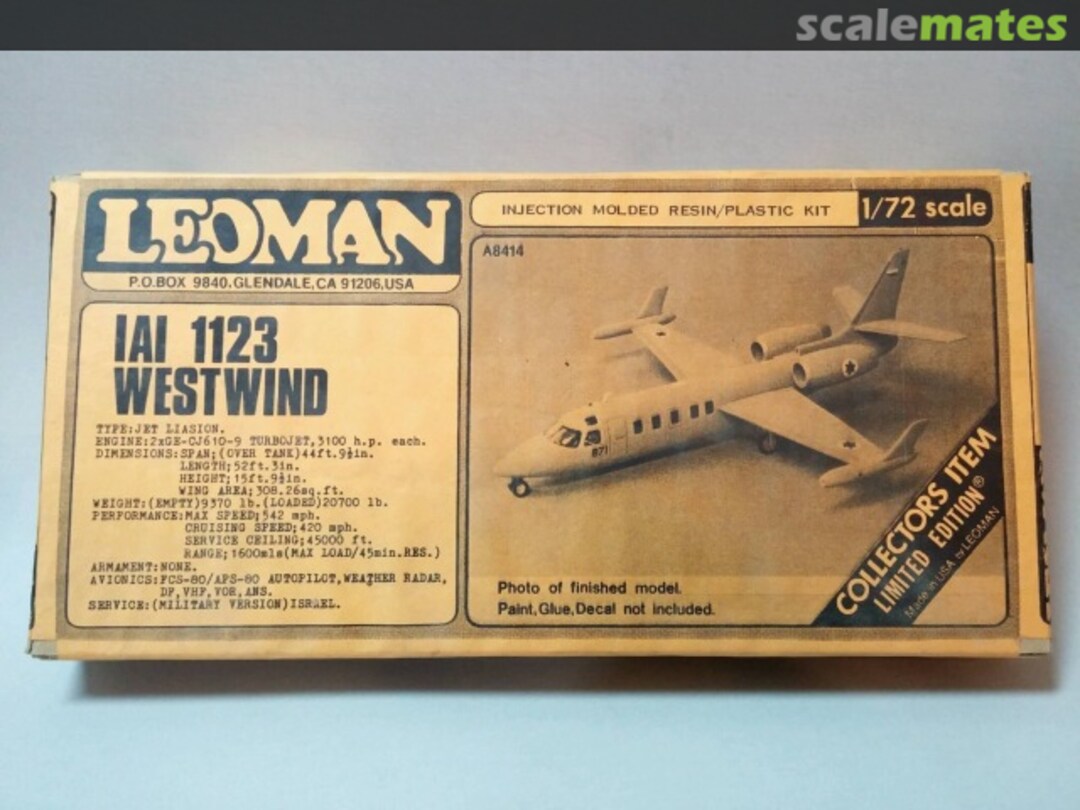 scalemates
LEOMAN
P.O.BOX 9840.GLENDALE,CA 91206,USA
INJECTION MOLDED RESIN/PLASTIC KIT
1/72 scale
IAI 1123
WESTWIND
TYPE:JET LIASION.
ENGINE:2xGE-CJ610-9 TURBOJET,3100 h.p. each.
DIMENSIONS:SPAN;(OVER TANK)44ft.9½in.
LENGTH;52ft.3in.
HEIGHT;15ft.9½in.
WING AREA;308.26sq.ft.
WEIGHT:(EMPTY)9370 lb.(LOADED)20700 lb.
PERFORMANCE:MAX SPEED;542 mph.
CRUISING SPEED;420 mph.
SERVICE CEILING;45000 ft.
RANGE;1600mls(MAX LOAD/45min.RES.)
ARMAMENT:NONE.
AVIONICS:FCS-80/APS-80 AUTOPILOT,WEATHER RADAR,
DF,VHF,VOR,ANS.
SERVICE:(MILITARY VERSION)ISRAEL.
A8414
871
Photo of finished model.
Paint,Glue,Decal not included.
COLLECTORS ITEM
LIMITED EDITION®
Made in USA by LEOMAN